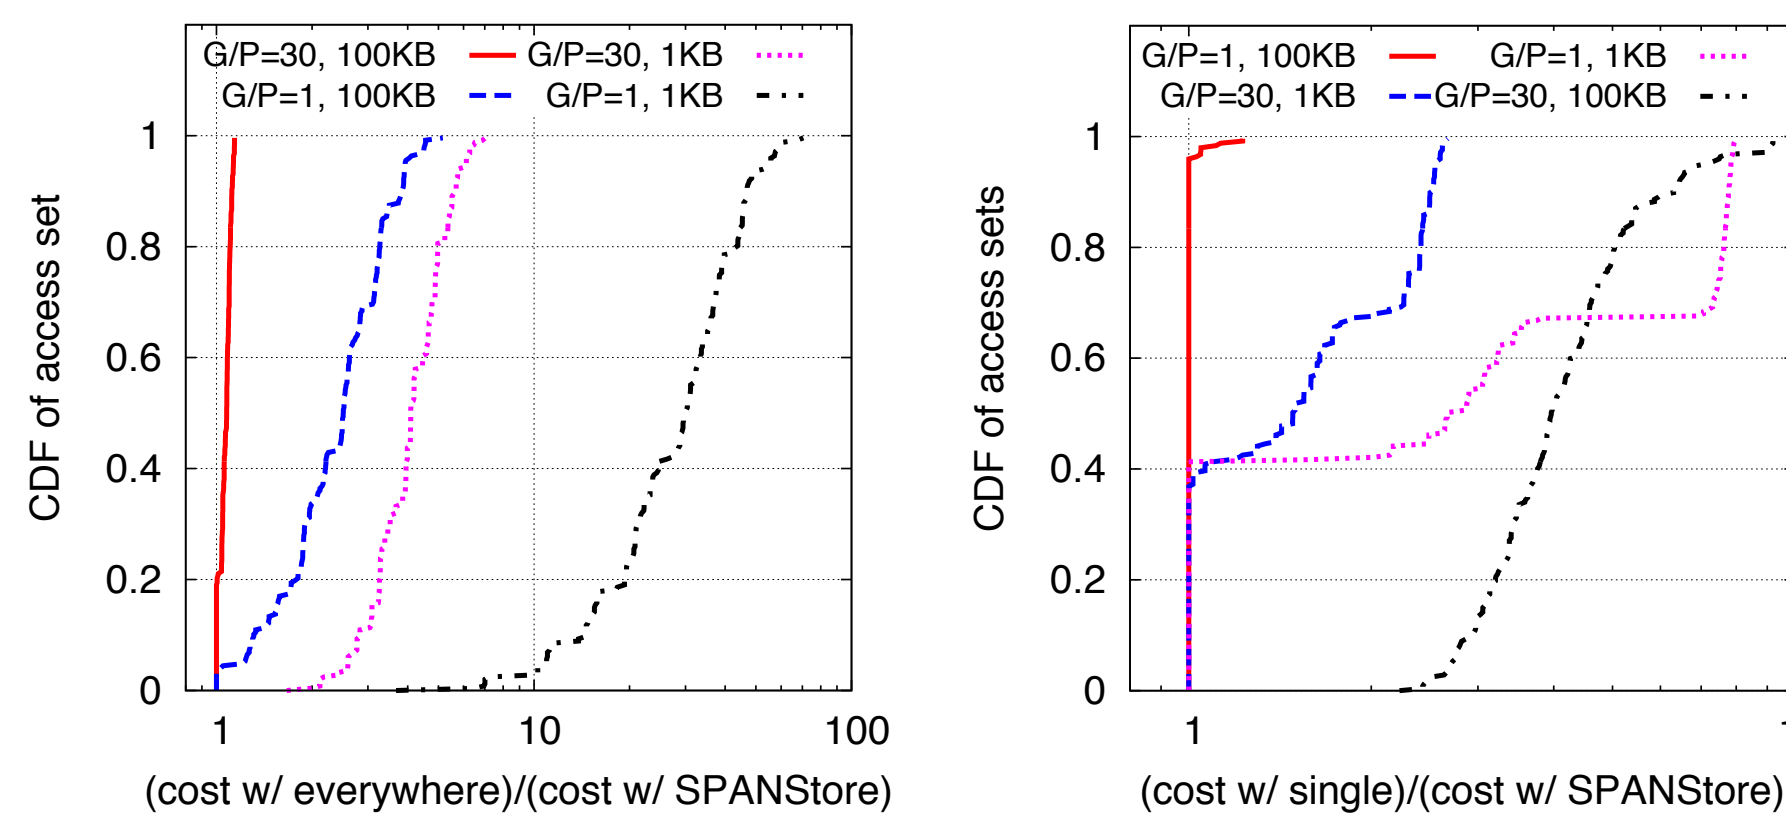 G/P=30, 100KB
G/P=30, 1KB
G/P=1, 100KB
G/P=1, 1KB
1
0.8
0.6
0.4
0.2
0
CDF of access set
1
10
100
(cost w/ everywhere)/(cost w/ SPANStore)
G/P=1, 100KB
G/P=1, 1KB
G/P=30, 1KB
G/P=30, 100KB
1
0.8
0.6
0.4
0.2
0
CDF of access sets
1
(cost w/ single)/(cost w/ SPANStore)